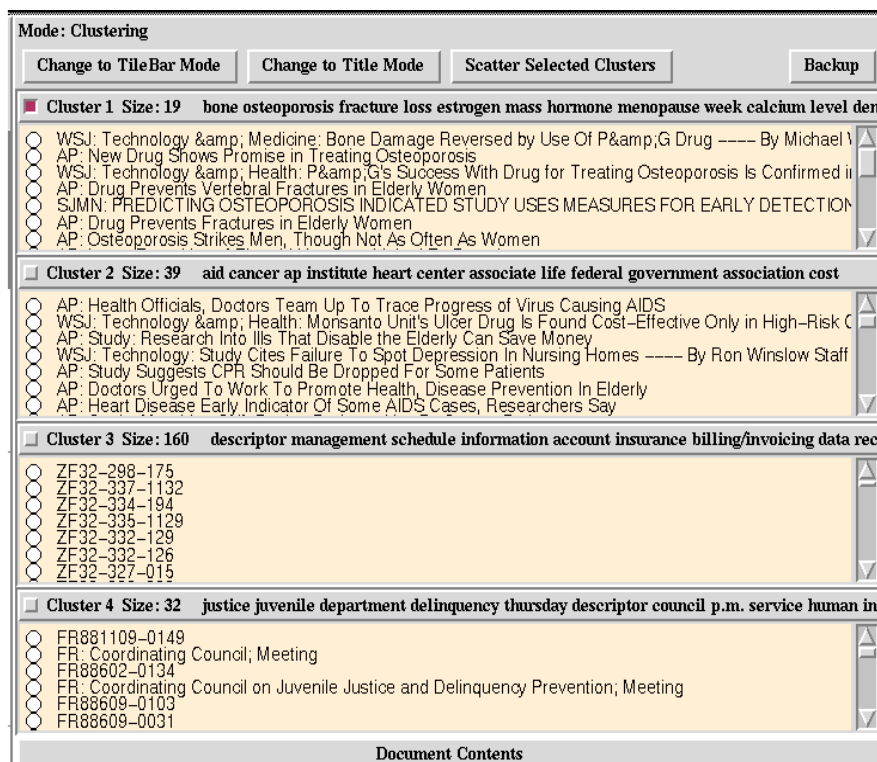 Mode: Clustering
Change to TileBar Mode Change to Title Mode Scatter Selected Clusters Backup
Cluster 1 Size: 19 bone osteoporosis fracture loss estrogen mass hormone menopause week calcium level den
WSJ: Technology &amp; Medicine: Bone Damage Reversed by Use Of P&amp;G Drug −−−− By Michael
AP: New Drug Shows Promise in Treating Osteoporosis
WSJ: Technology &amp; Health: P&amp;G's Success With Drug for Treating Osteoporosis Is Confirmed i
AP: Drug Prevents Vertebral Fractures in Elderly Women
SJMN: PREDICTING OSTEOPOROSIS INDICATED STUDY USES MEASURES FOR EARLY DETECTION
AP: Drug Prevents Fractures in Elderly Women
AP: Osteoporosis Strikes Men, Though Not As Often As Women
Cluster 2 Size: 39 aid cancer ap institute heart center associate life federal government association cost
AP: Health Officials, Doctors Team Up To Trace Progress of Virus Causing AIDS
WSJ: Technology &amp; Health: Monsanto Unit's Ulcer Drug Is Found Cost−Effective Only in High−Risk
AP: Study: Research Into Ills That Disable the Elderly Can Save Money
WSJ: Technology: Study Cites Failure To Spot Depression In Nursing Homes −−−− By Ron Winslow Staff
AP: Study Suggests CPR Should Be Dropped For Some Patients
AP: Doctors Urged To Work To Promote Health, Disease Prevention In Elderly
AP: Heart Disease Early Indicator Of Some AIDS Cases, Researchers Say
Cluster 3 Size: 160 descriptor management schedule information account insurance billing/invoicing data rec
ZF32−298−175
ZF32−337−1132
ZF32−334−194
ZF32−335−1129
ZF32−332−129
ZF32−332−126
ZF32−327−015
Cluster 4 Size: 32 justice juvenile department delinquency thursday descriptor council p.m. service human in
FR881109−0149
FR: Coordinating Council; Meeting
FR88602−0134
FR: Coordinating Council on Juvenile Justice and Delinquency Prevention; Meeting
FR88609−0103
FR88609−0031
Document Contents